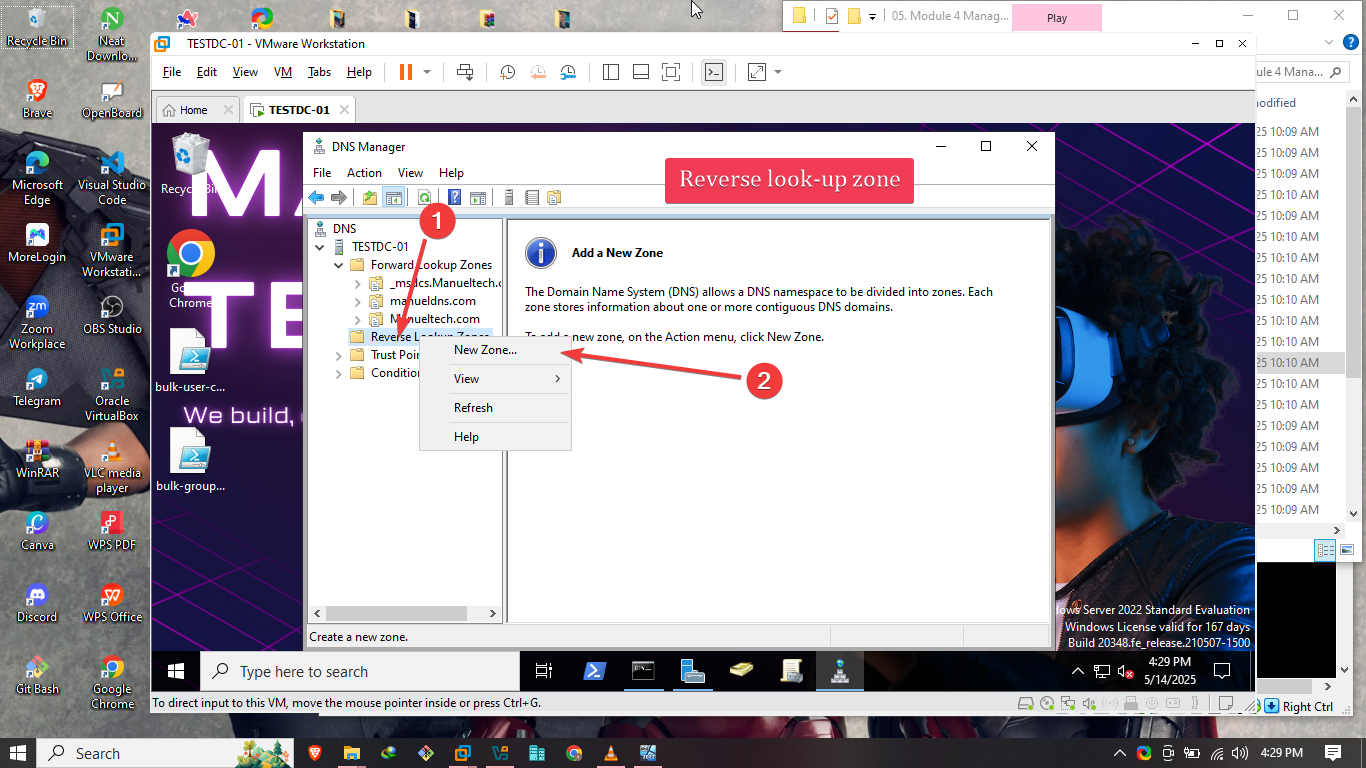 05. Module 4 Manag...
Play
Recycle Bin
Neat Downlo...
Brave
OpenBoard
Microsoft Edge
Visual Studio Code
MoreLogin
VMware Workstati...
Zoom Workplace
OBS Studio
Telegram
Oracle VirtualBox
WinRAR
VLC media player
Canva
WPS PDF
Discord
WPS Office
Git Bash
Google Chrome
TESTDC-01 - VMware Workstation
File Edit View VM Tabs Help
Home
TESTDC-01
ule 4 Mana...
odified
25 10:09 AM
25 10:09 AM
25 10:09 AM
25 10:10 AM
25 10:09 AM
25 10:09 AM
25 10:10 AM
25 10:09 AM
25 10:10 AM
25 10:10 AM
25 10:10 AM
25 10:10 AM
25 10:10 AM
25 10:10 AM
25 10:09 AM
25 10:09 AM
25 10:10 AM
25 10:09 AM
25 10:09 AM
MA
TE
We build,
bulk-user-c...
bulk-group...
DNS Manager
File Action View Help
Reverse look-up zone
1
DNS
TESTDC-01
Forward Lookup Zones
_msdcs.Manueltech.c
manueldns.com
Manueltech.com
Reverse Lookup Zones
Trust Poin
Condition
New Zone...
View
Refresh
Help
2
Add a New Zone
The Domain Name System (DNS) allows a DNS namespace to be divided into zones. Each
zone stores information about one or more contiguous DNS domains.
To add a new zone, on the Action menu, click New Zone.
Create a new zone.
dows Server 2022 Standard Evaluation
Windows License valid for 167 days
Build 20348.fe_release.210507-1500
Type here to search
4:29 PM
5/14/2025
To direct input to this VM, move the mouse pointer inside or press Ctrl+G.
Right Ctrl
Search
4:29 PM